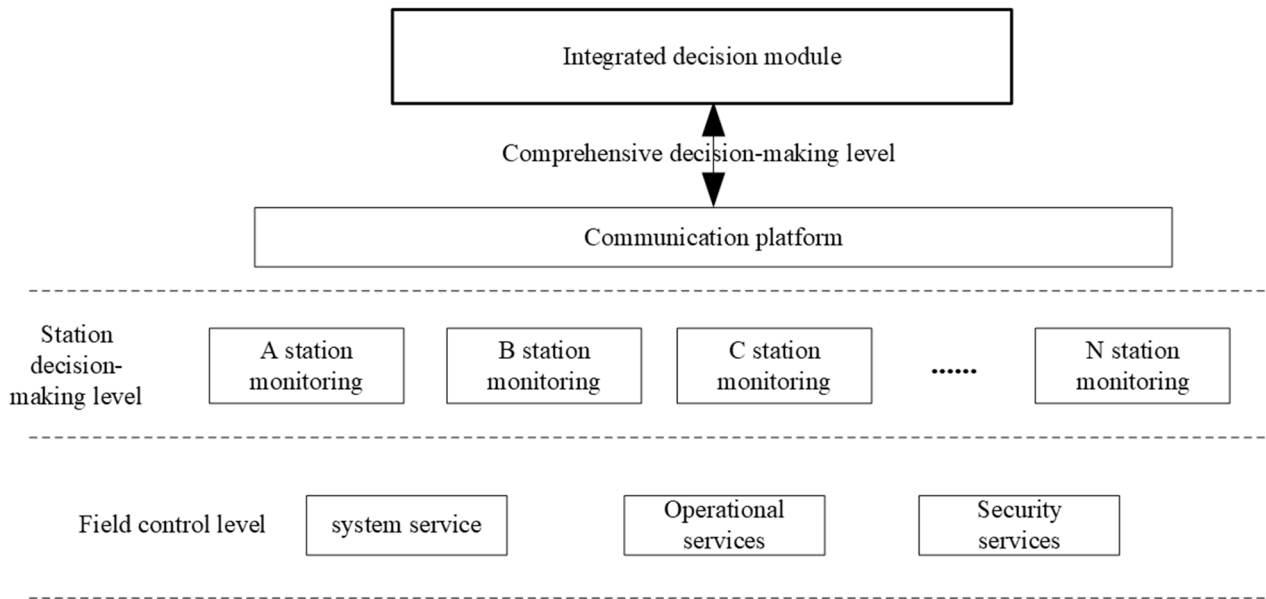 Integrated decision module
Comprehensive decision-making level
Communication platform
Station
decision-
making level
A station
monitoring
B station
monitoring
C station
monitoring
......
N station
monitoring
Field control level
system service
Operational
services
Security
services